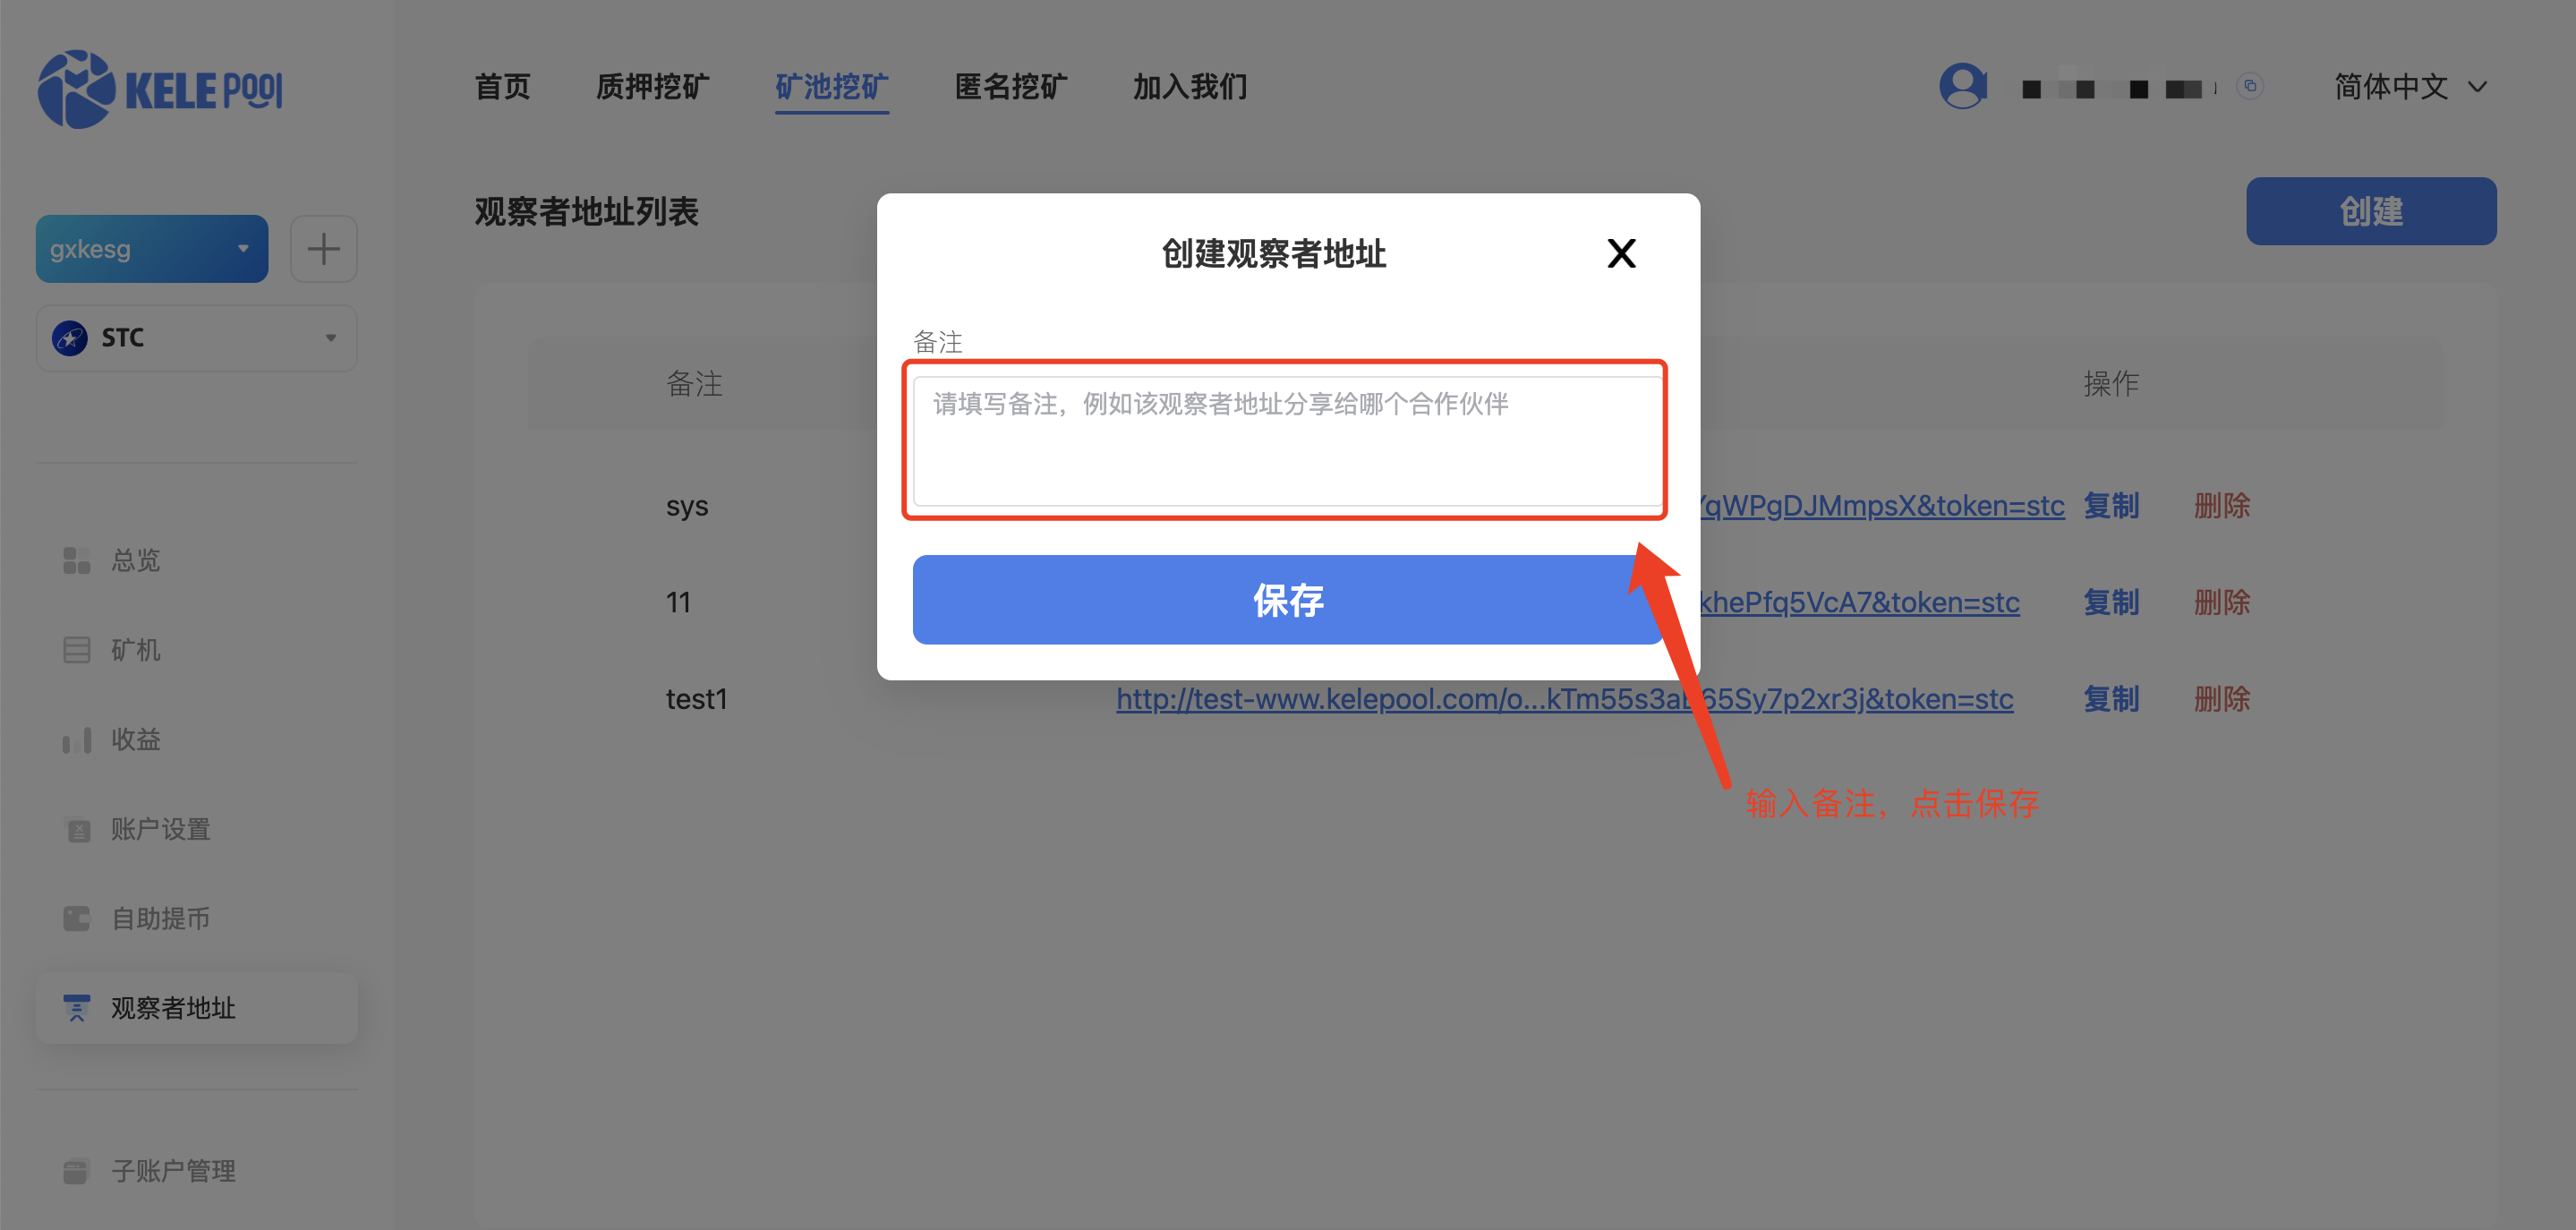 KELE POOl
首页 质押挖矿 矿池挖矿 匿名挖矿 加入我们
简体中文
gxkesg
STC
总览
矿机
收益
账户设置
自助提币
观察者地址
子账户管理
观察者地址列表
创建
备注 操作
sys YqWPgDJMmpsX&token=stc 复制 删除
11 khePfq5VcA7&token=stc 复制 删除
test1 http://test-www.kelepool.com/o...kTm55s3a 65Sy7p2xr3j&token=stc 复制 删除
创建观察者地址
X
备注
请填写备注，例如该观察者地址分享给哪个合作伙伴
保存
输入备注，点击保存